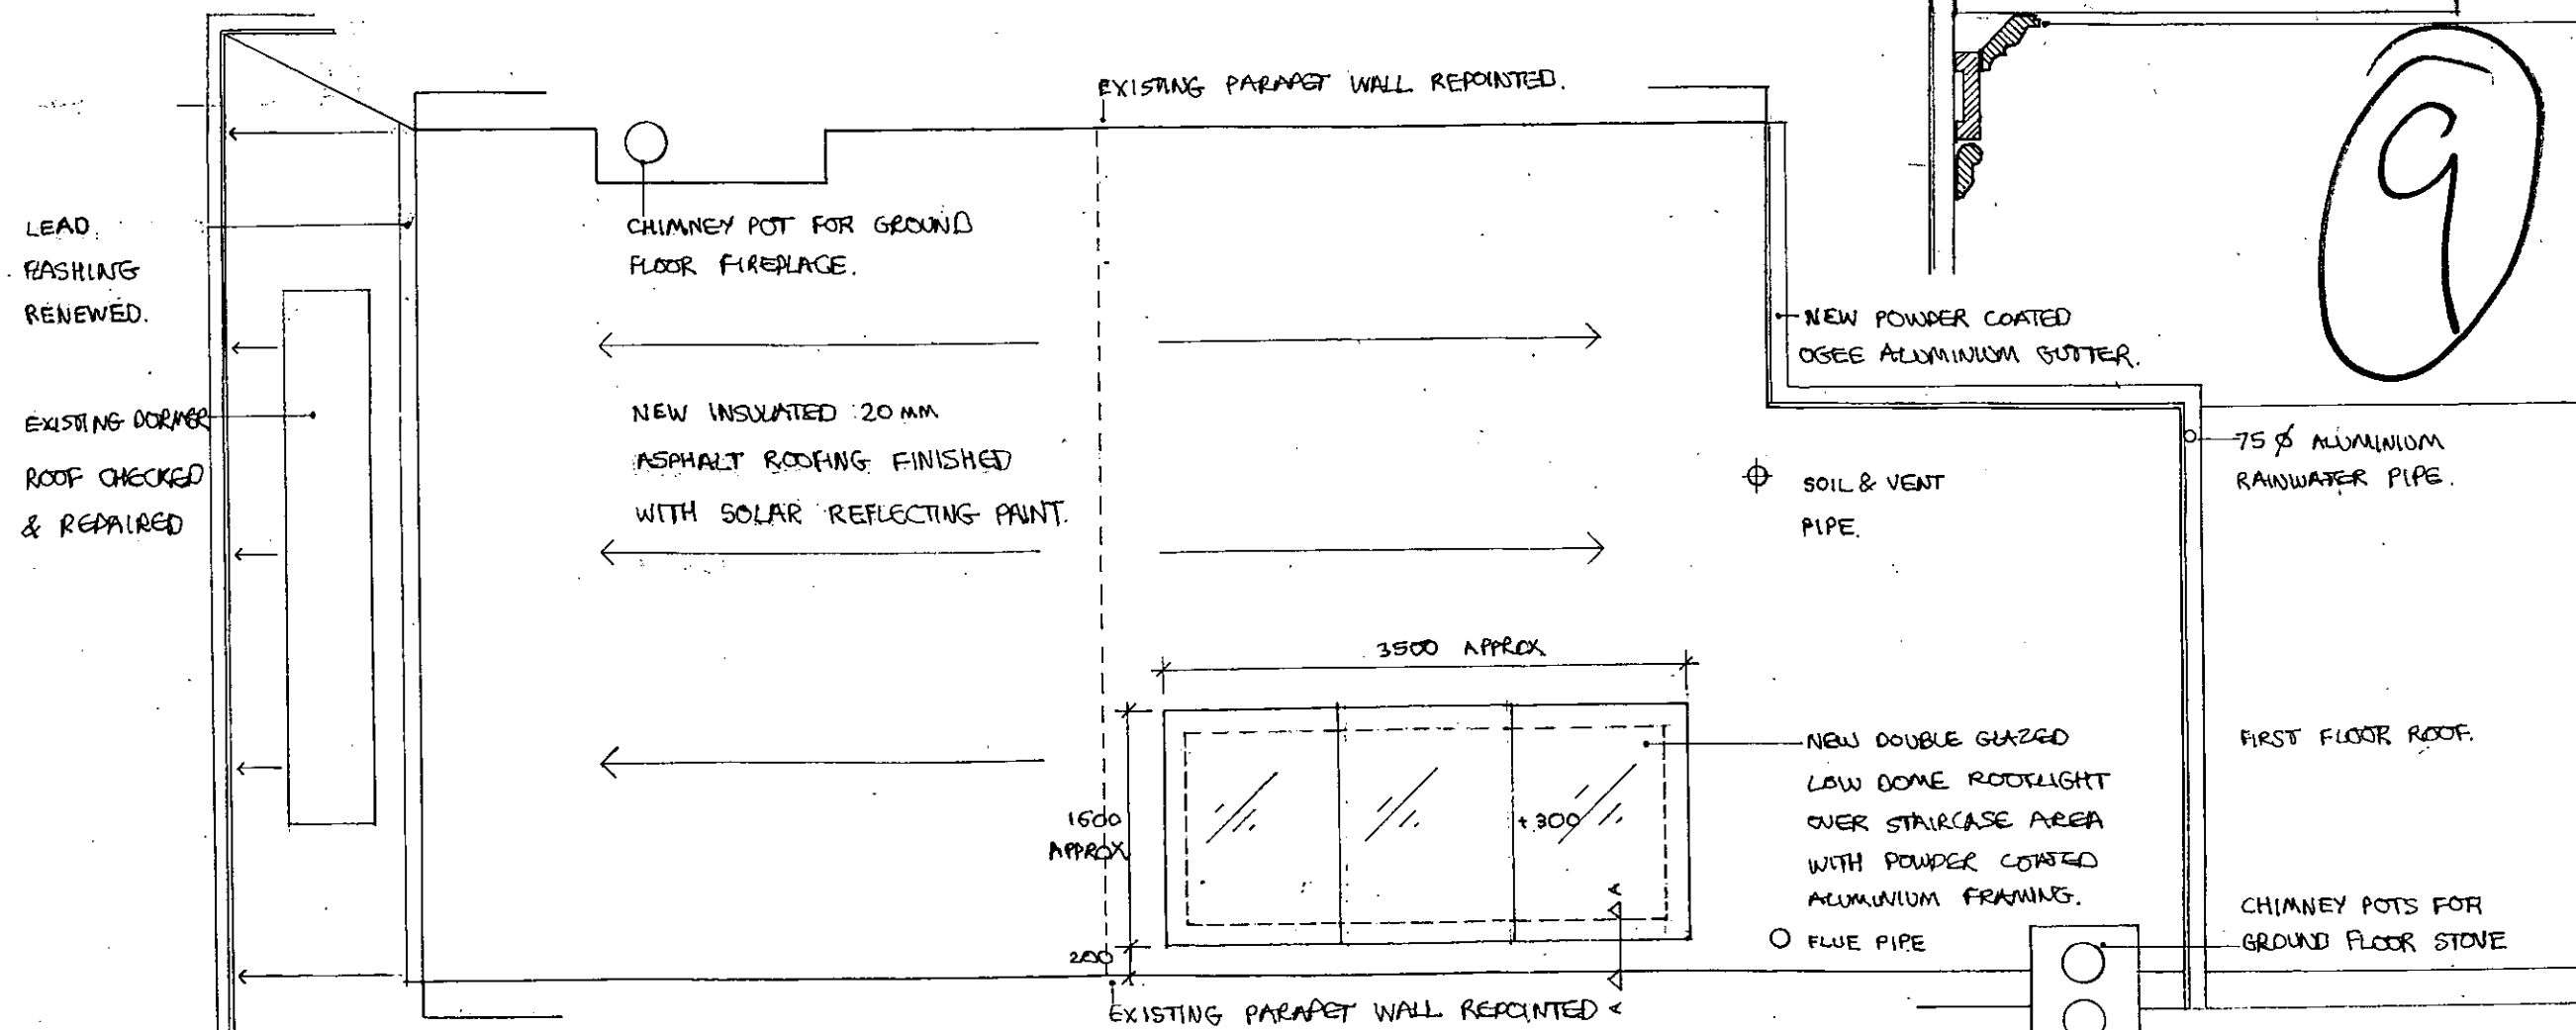 EXISTING PARAPET WALL REPOINTED.
9
LEAD
FLASHING
RENEWED.
CHIMNEY POT FOR GROUND
FLOOR FIREPLACE.
NEW POWDER COATED
OGEE ALUMINIUM GUTTER.
EXISTING DORMER
ROOF CHECKED
& REPAIRED
NEW INSULATED 20 MM
ASPHALT ROOFING FINISHED
WITH SOLAR REFLECTING PAINT.
SOIL & VENT
PIPE.
75 Ø ALUMINIUM
RAINWATER PIPE.
3500 APPROX
1600
APPROX
200
+300
NEW DOUBLE GLAZED
LOW DOME ROOFLIGHT
OVER STAIRCASE AREA
WITH POWDER COATED
ALUMINIUM FRAMING.
FLUE PIPE
FIRST FLOOR ROOF.
CHIMNEY POTS FOR
GROUND FLOOR STOVE
EXISTING PARAPET WALL REPOINTED
A
A